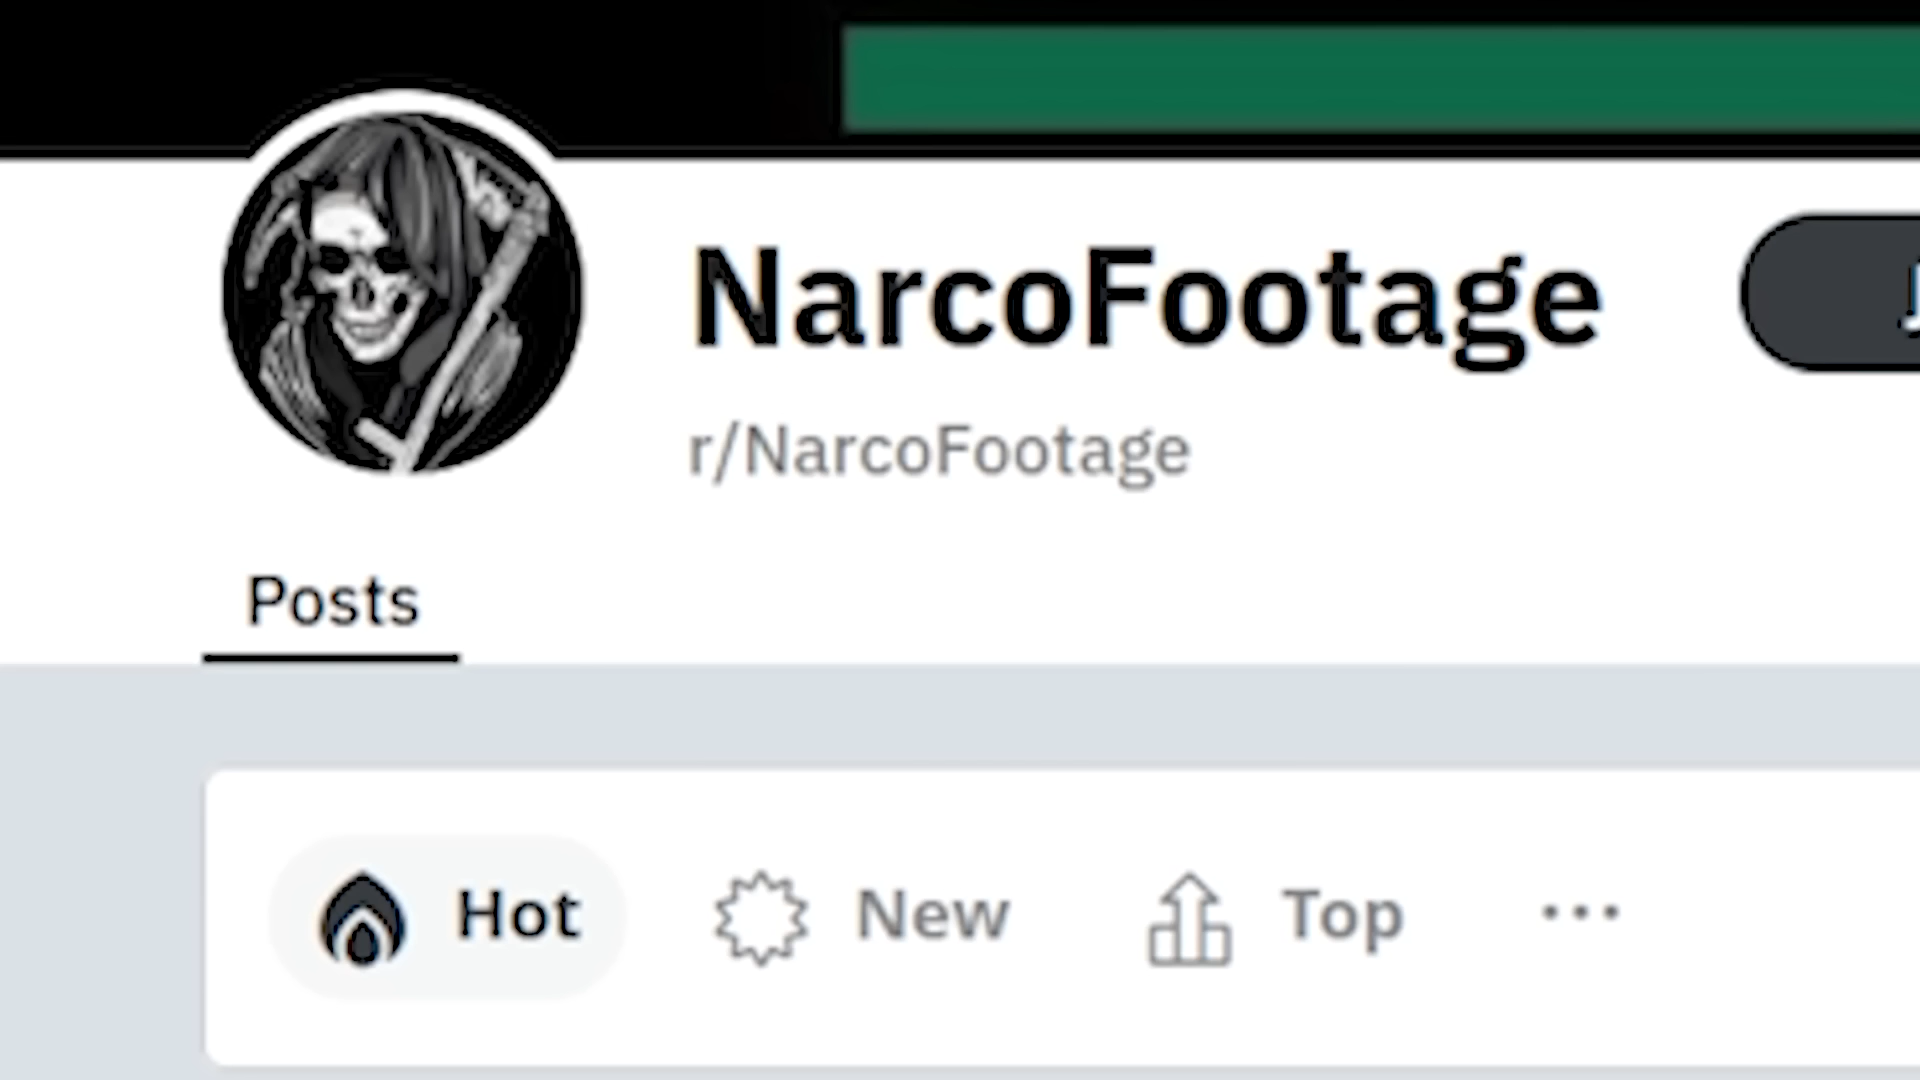 NarcoFootage
r/NarcoFootage
Posts
Hot New Top ...